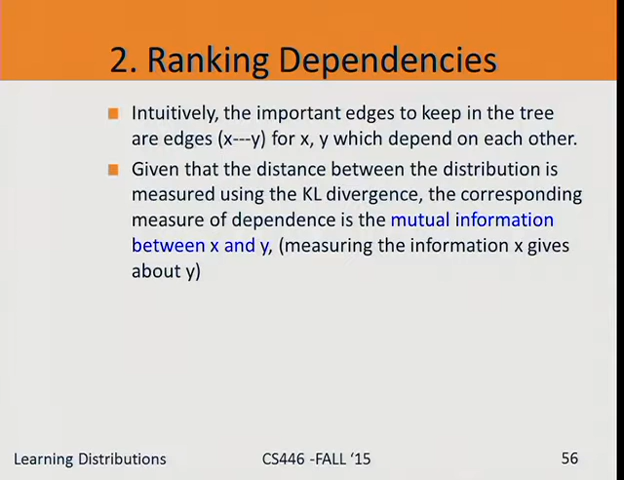 2. Ranking Dependencies
Intuitively, the important edges to keep in the tree
are edges (x---y) for x, y which depend on each other.
Given that the distance between the distribution is
measured using the KL divergence, the corresponding
measure of dependence is the mutual information
between x and y, (measuring the information x gives
about y)
Learning Distributions
CS446 -FALL ‘15
56